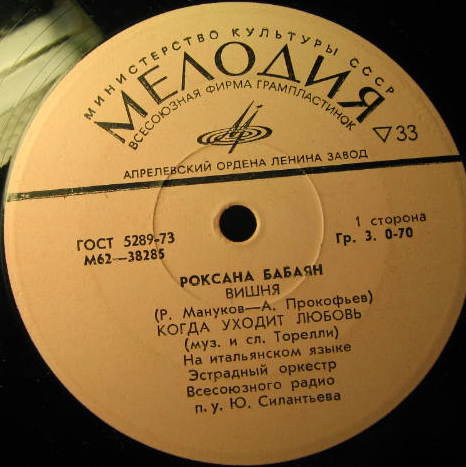 МИНИСТЕРСТВО КУЛЬТУРЫ СССР
МЕЛОДИЯ
ВСЕСОЮЗНАЯ ФИРМА ГРАМПЛАСТИНОК
▽33
АПРЕЛЕВСКИЙ ОРДЕНА ЛЕНИНА ЗАВОД
ГОСТ 5289-73
М62—38285
1 сторона
Гр. 3. 0-70
РОКСАНА БАБАЯН
ВИШНЯ
(Р. Мануков—А. Прокофьев)
КОГДА УХОДИТ ЛЮБОВЬ
(муз. и сл. Торелли)
На итальянском языке
Эстрадный оркестр
Всесоюзного радио
п. у. Ю. Силантьева